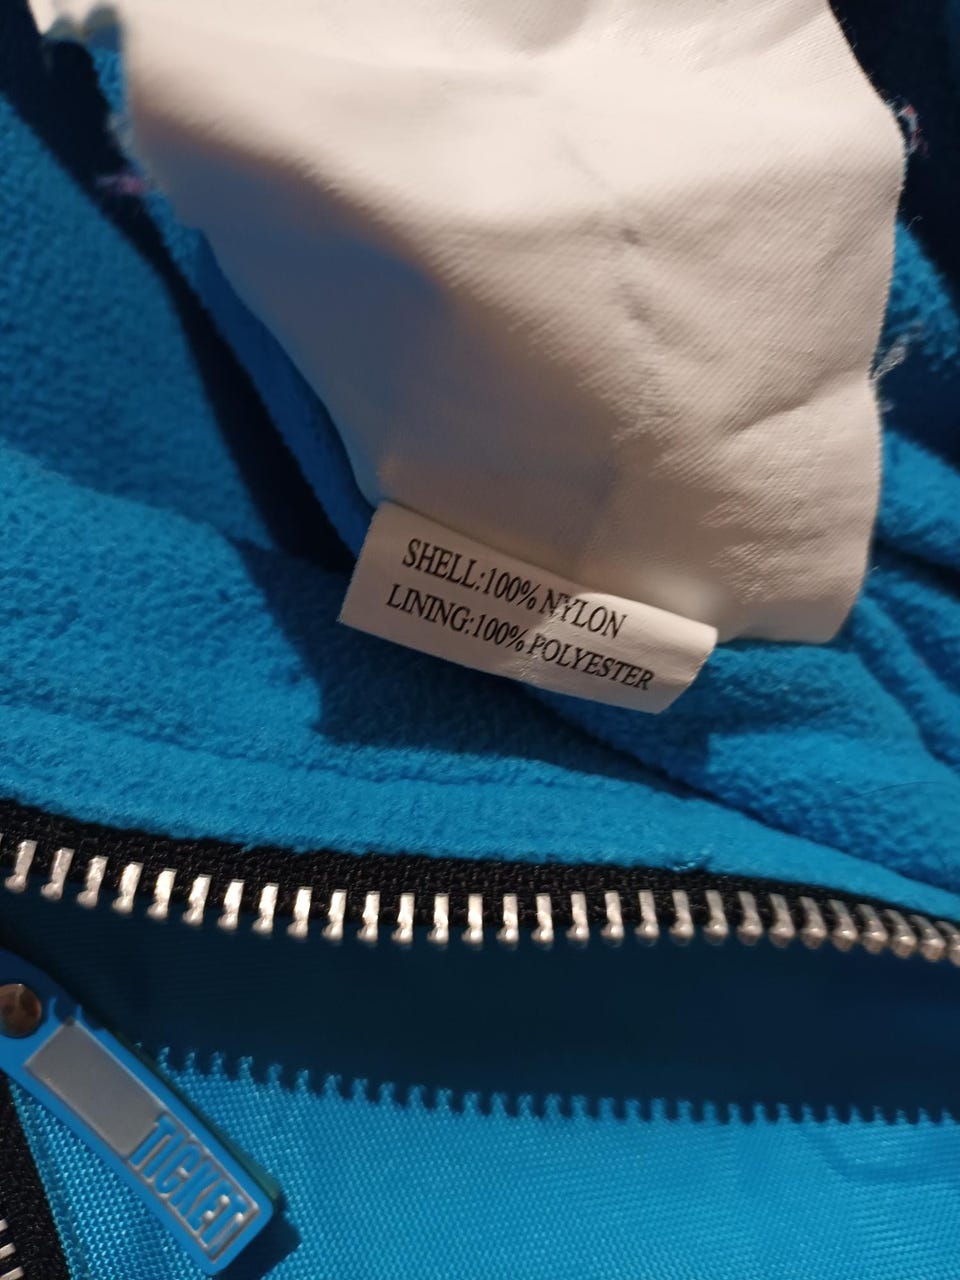 SHELL:100% NYLON
LINING:100% POLYESTER
TICKET